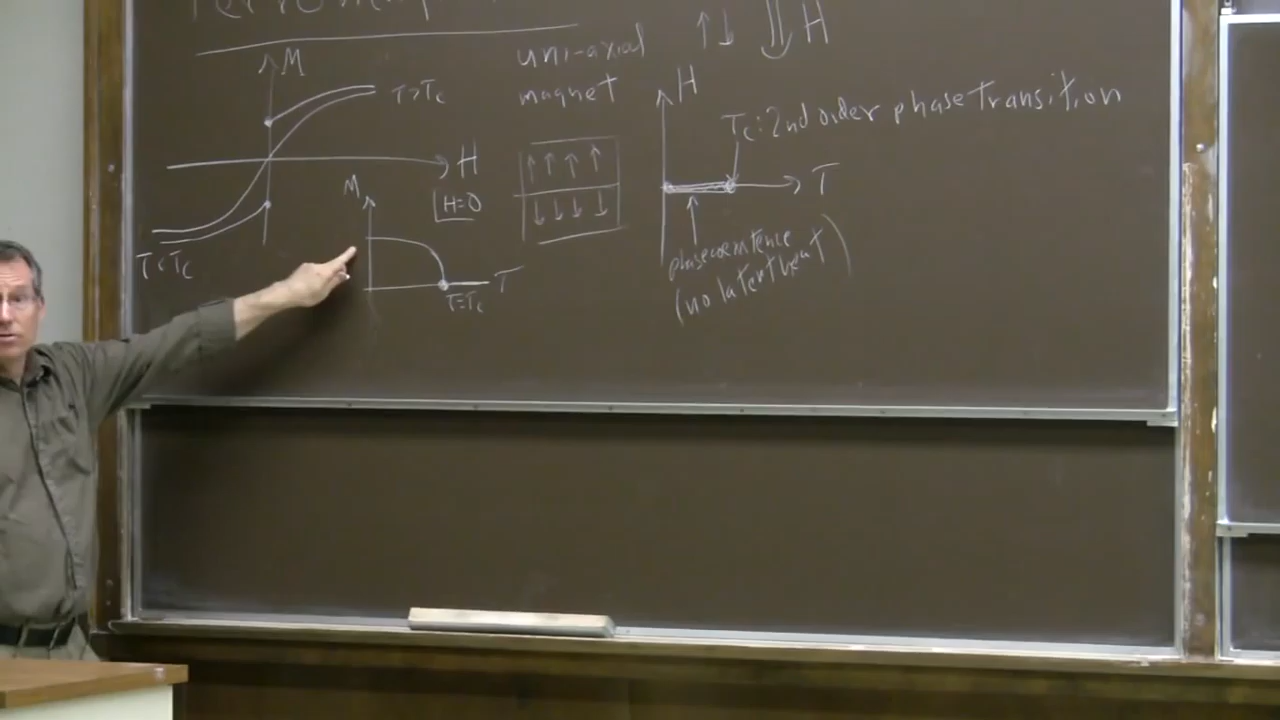 uni-axial
magnet
↑↓ H
M
T>Tc
H
T<Tc
M
H=0
T
T=Tc
H
Tc: 2nd order phase transition
T
phase coexistence
(no latent heat)